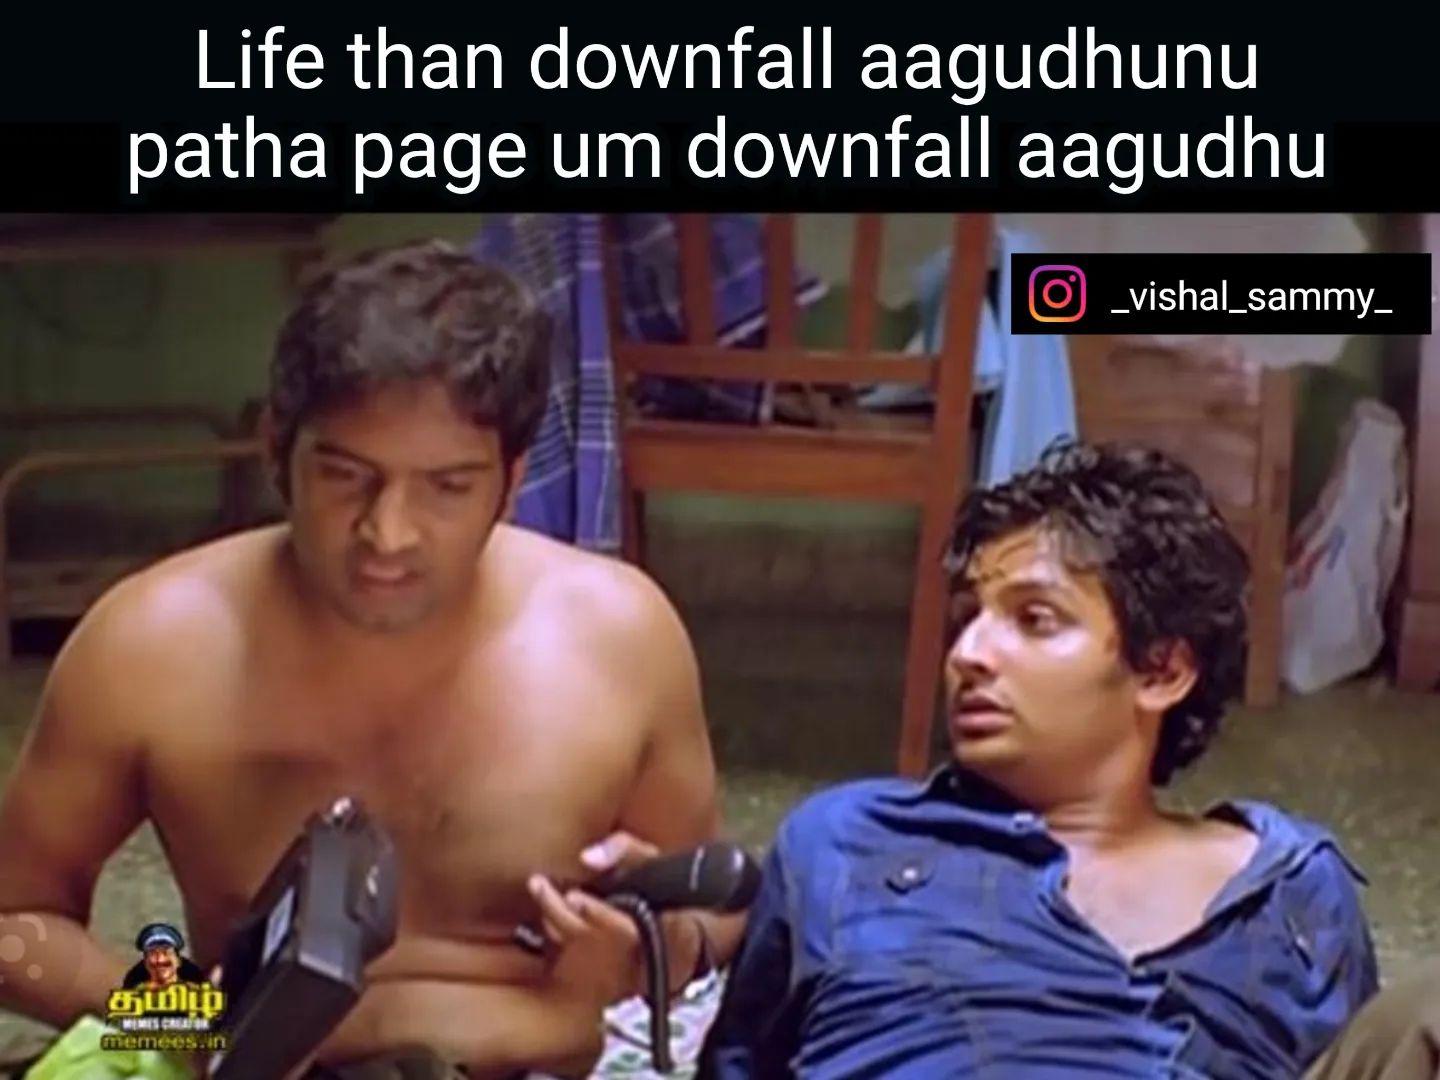 Life than downfall aagudhunu
patha page um downfall aagudhu
_vishal_sammy_
தமிழ்
MEMES CREATOR
memees.in